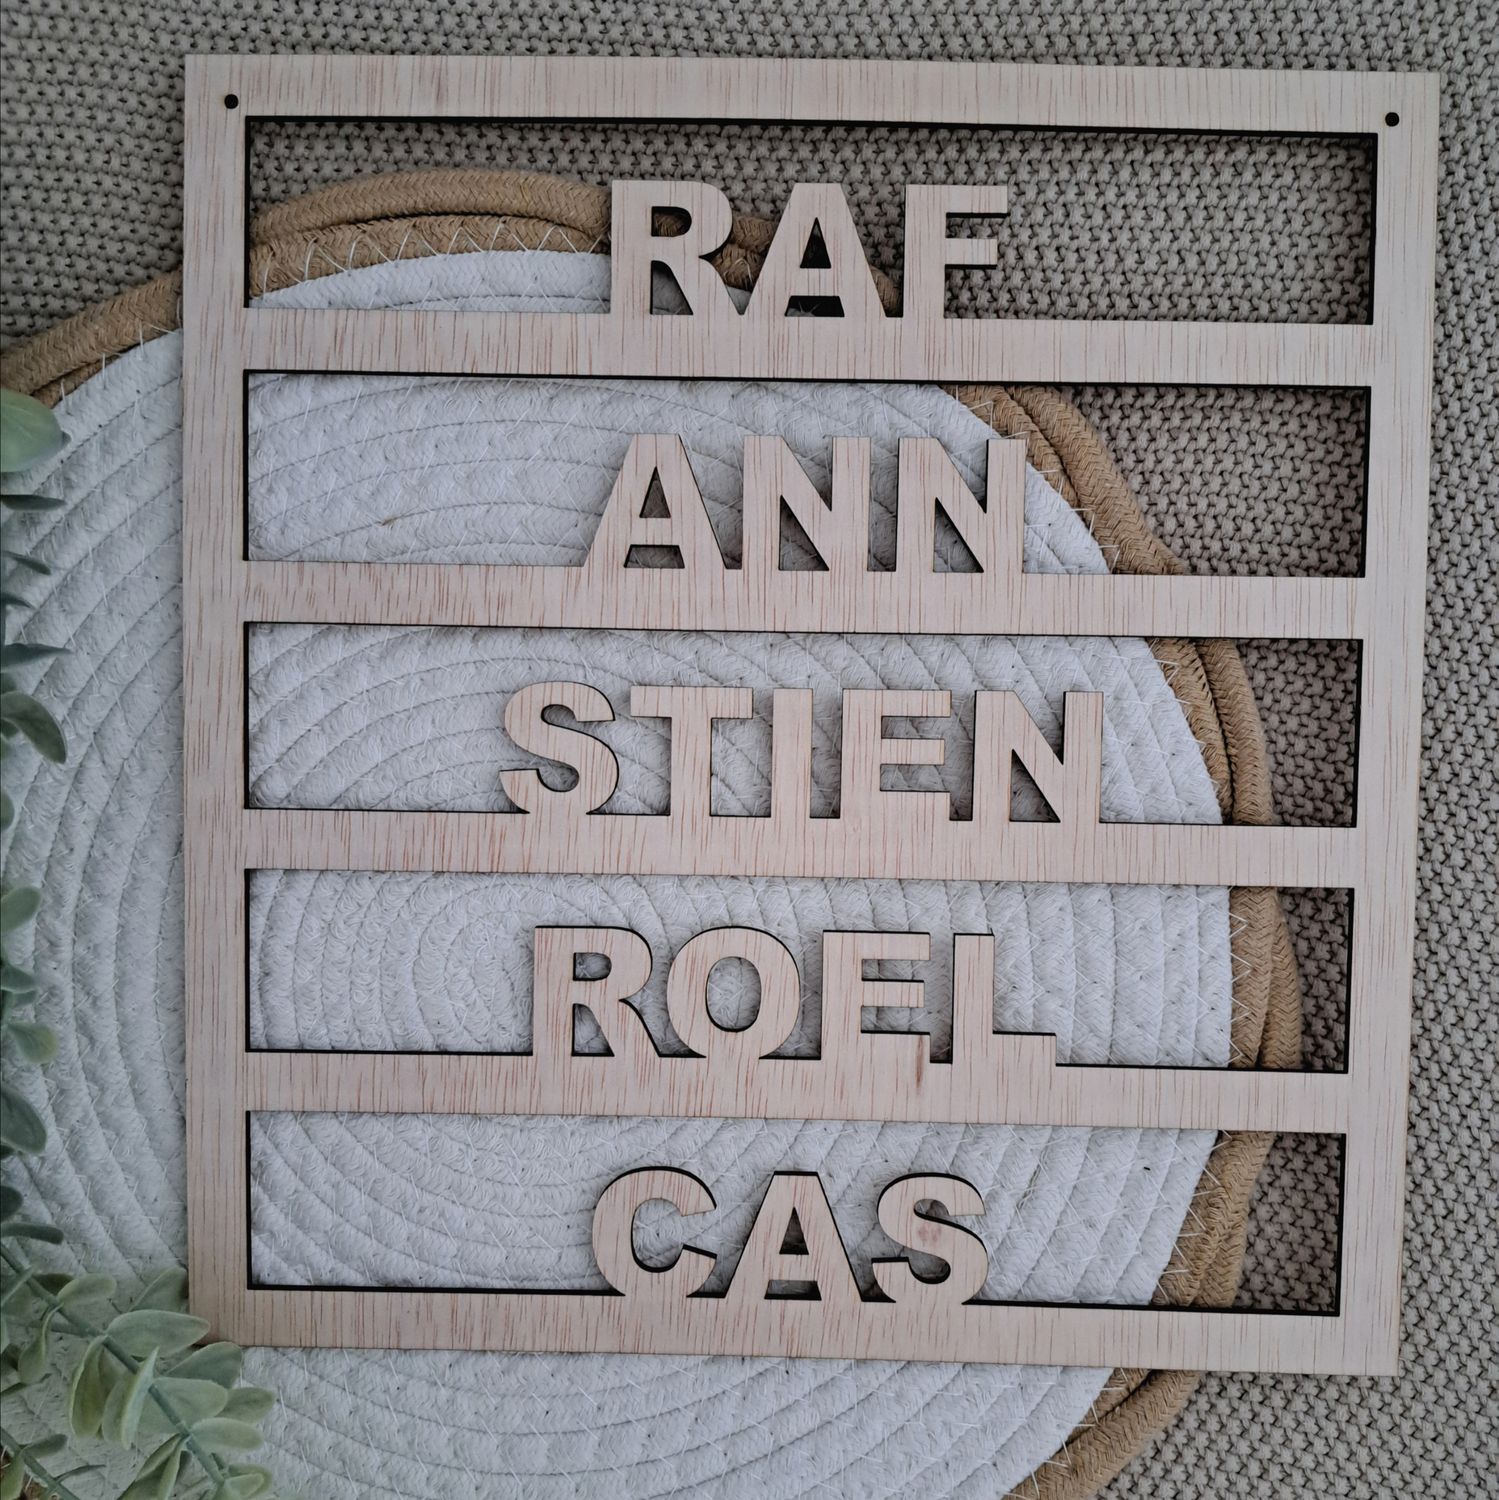 RAF
ANN
STIEN
ROEL
CAS